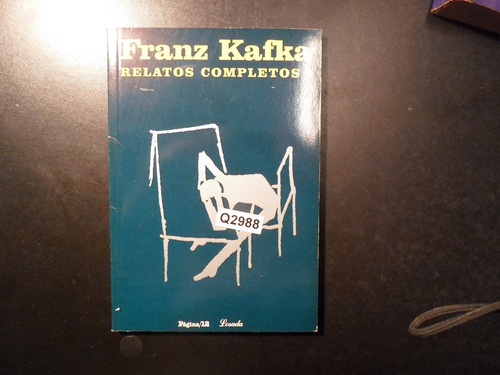 Franz Kafka
RELATOS COMPLETOS
Q2988
Página/12 Losada